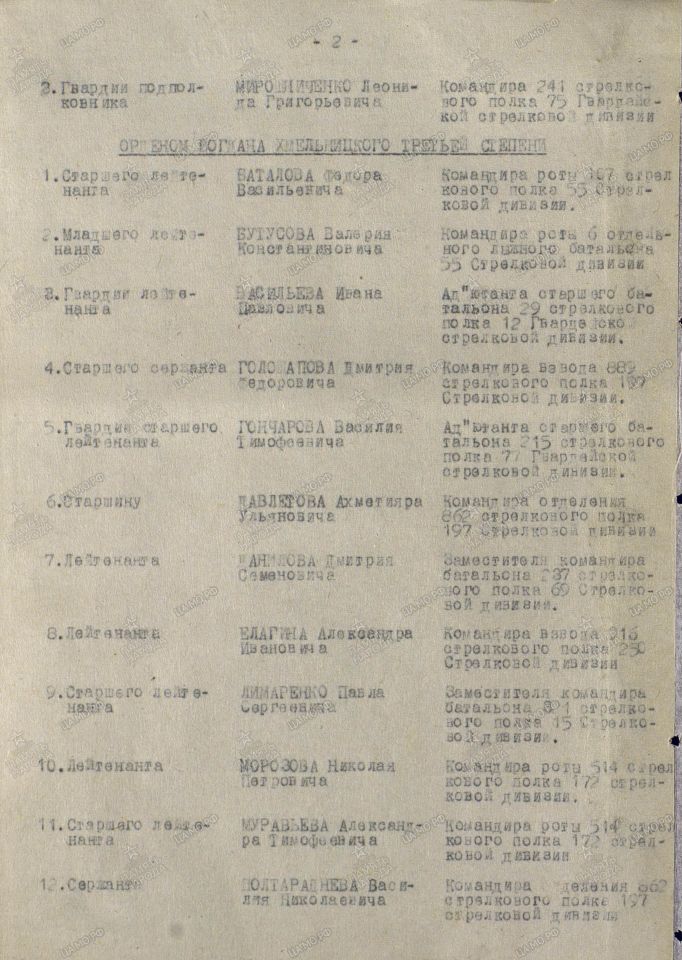 - 2 -
2. Гвардии подпол- МИРОШНИЧЕНКО Леони- Командира 241 стрелко-
ковника да Григорьевича вого полка 75 Гвардейс-
кой стрелковой дивизии
ОРДЕНОМ БОГДАНА ХМЕЛЬНИЦКОГО ТРЕТЬЕЙ СТЕПЕНИ
1. Старшего лейте- БАТАЛОВА Федора Командира роты 107 стрел
нанта Васильевича кового полка 55 Стрел-
ковой дивизии.
2. Младшего лейте- БУТУСОВА Валерия Командира роты 6 отдель-
нанта Константиновича ного лыжного батальона
55 Стрелковой дивизии
3. Гвардии лейте- ВАСИЛЬЕВА Ивана Ад"ютанта старшего ба-
нанта Павловича тальона 29 стрелкового
полка 12 Гвардейско
стрелковой дивизии.
4. Старшего сержанта ГОЛОЩАПОВА Дмитрия Командира взвода 889
Федоровича стрелкового полка 197
Стрелковой дивизии.
5. Гвардии старшего ГОНЧАРОВА Василия Ад"ютанта старшего ба-
лейтенанта Тимофеевича тальона 215 стрелкового
полка 77 Гвардейской
стрелковой дивизии.
6. Старшину ДАВЛЕТОВА Ахметияра Командира отделения
Ульяновича 862 стрелкового полка
197 Стрелковой дивизии
7. Лейтенанта ДАНИЛОВА Дмитрия Заместителя командира
Семеновича батальона 237 стрелко-
вого полка 69 Стрелко-
вой дивизии.
8. Лейтенанта ЕЛАГИНА Александра Командира взвода 916
Ивановича стрелкового полка 250
Стрелковой дивизии
9. Старшего лейте- ЛИМАРЕНКО Павла Заместителя командира
нанта Сергеевича батальона 321 стрелко-
вого полка 15 Стрелко-
вой дивизии.
10. Лейтенанта МОРОЗОВА Николая Командира роты 514 стрел
Петровича кового полка 172 стрел-
ковой дивизии.
11. Старшего лейте- МУРАВЬЕВА Александ- Командира роты 514 стрел
нанта ра Тимофеевича кового полка 172 стрел-
ковой дивизии
12. Сержанта ПОЛТАРАДНЕВА Васи- Командира деления 862
лия Николаевича стрелкового полка 197
стрелковой дивизии